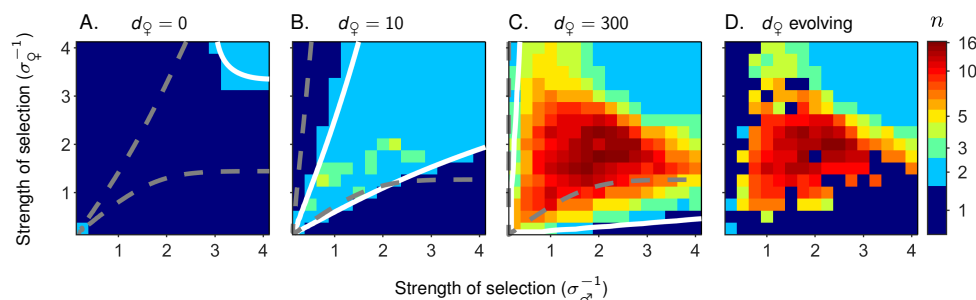 A. d♀ = 0
B. d♀ = 10
C. d♀ = 300
D. d♀ evolving
n
Strength of selection (σ♀⁻¹)
4
3
2
1
16
10
5
3
2
1
1 2 3 4
1 2 3 4
1 2 3 4
1 2 3 4
Strength of selection (σ♂⁻¹)